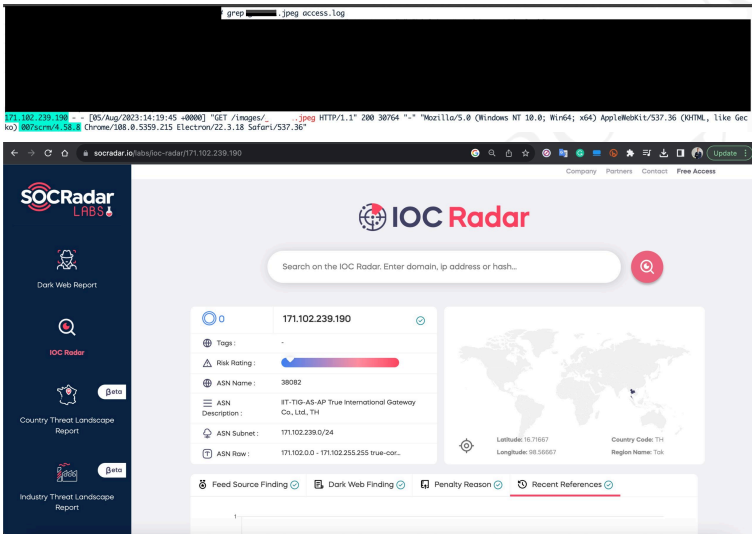 grep .jpeg access.log
171.102.239.190 - - [05/Aug/2023:14:19:45 +0000] "GET /images/_ .jpeg HTTP/1.1" 200 30764 "-" "Mozilla/5.0 (Windows NT 10.0; Win64; x64) AppleWebKit/537.36 (KHTML, like Gec
ko) 007scrm/4.58.8 Chrome/108.0.5359.215 Electron/22.3.18 Safari/537.36"
socradar.io/labs/ioc-radar/171.102.239.190
Update
Company Partners Contact Free Access
SOCRadar
LABS
IOC Radar
Search on the IOC Radar. Enter domain, ip address or hash...
Dark Web Report
IOC Radar
βeta
Country Threat Landscape
Report
βeta
Industry Threat Landscape
Report
0 171.102.239.190
Tags : -
Risk Rating :
ASN Name : 38082
ASN
Description : IIT-TIG-AS-AP True International Gateway
Co., Ltd., TH
ASN Subnet : 171.102.239.0/24
ASN Raw : 171.102.0.0 - 171.102.255.255 true-cor...
Latitude: 16.71667 Country Code: TH
Longitude: 98.56667 Region Name: Tak
Feed Source Finding Dark Web Finding Penalty Reason Recent References
1